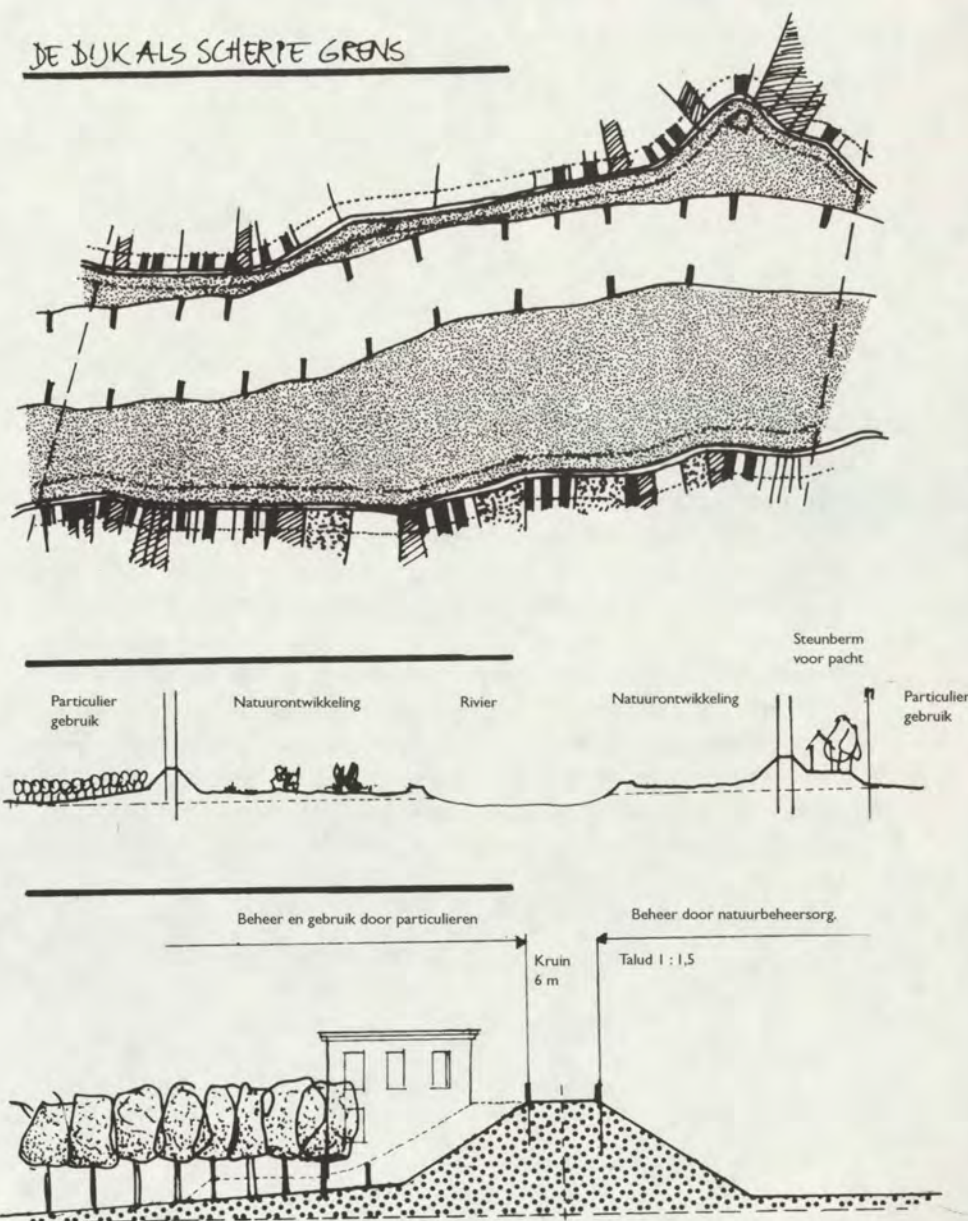 DE DIJK ALS SCHERPE GRENS
Steunberm
voor pacht
Particulier
gebruik
Natuurontwikkeling
Rivier
Natuurontwikkeling
Particulier
gebruik
Beheer en gebruik door particulieren
Beheer door natuurbeheersorg.
Kruin
6 m
Talud 1 : 1,5